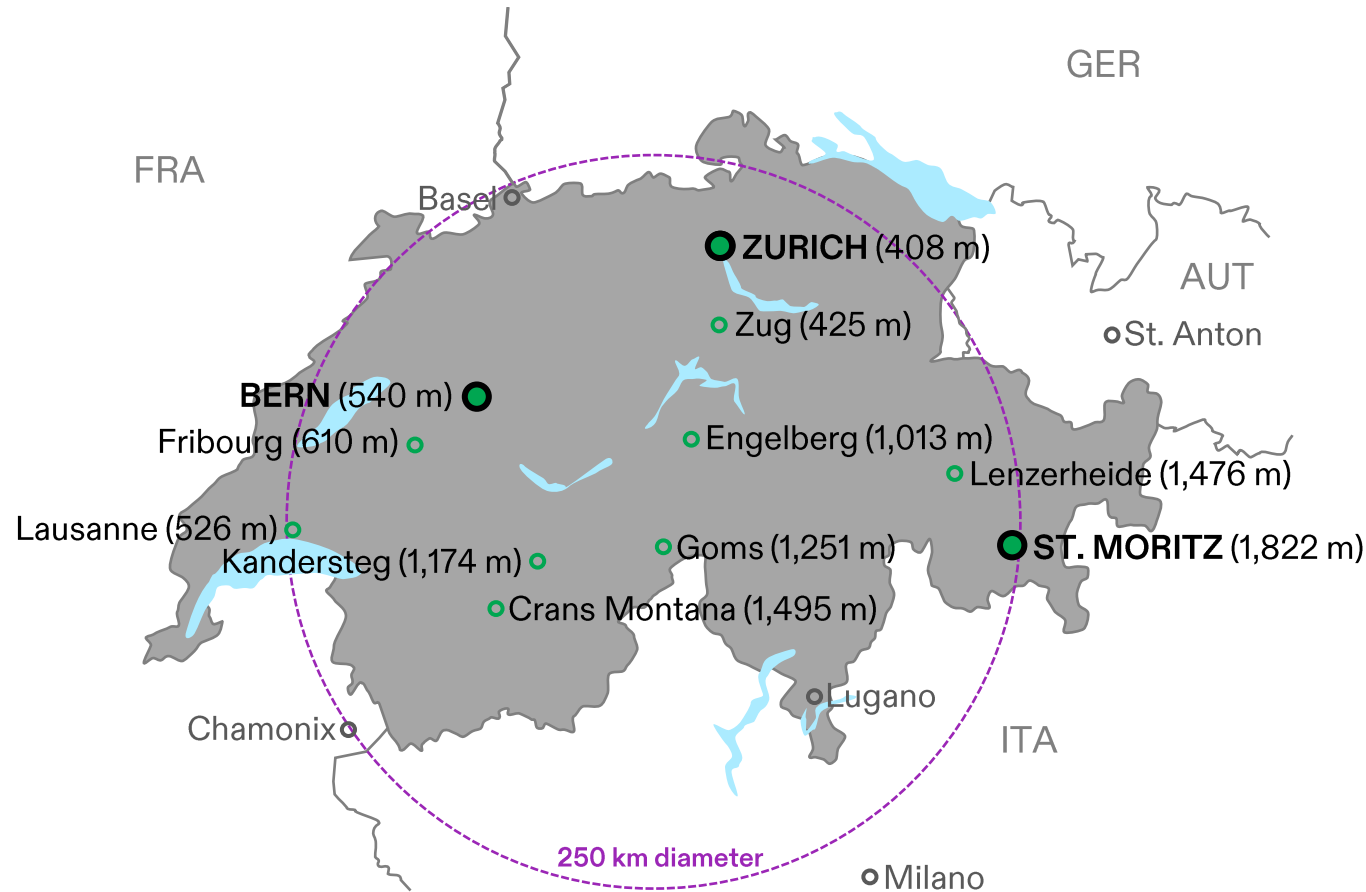 GER
FRA
Basel
ZURICH (408 m)
AUT
Zug (425 m)
St. Anton
BERN (540 m)
Fribourg (610 m)
Engelberg (1,013 m)
Lenzerheide (1,476 m)
Lausanne (526 m)
Kandersteg (1,174 m)
Goms (1,251 m)
ST. MORITZ (1,822 m)
Crans Montana (1,495 m)
Lugano
Chamonix
ITA
250 km diameter
Milano